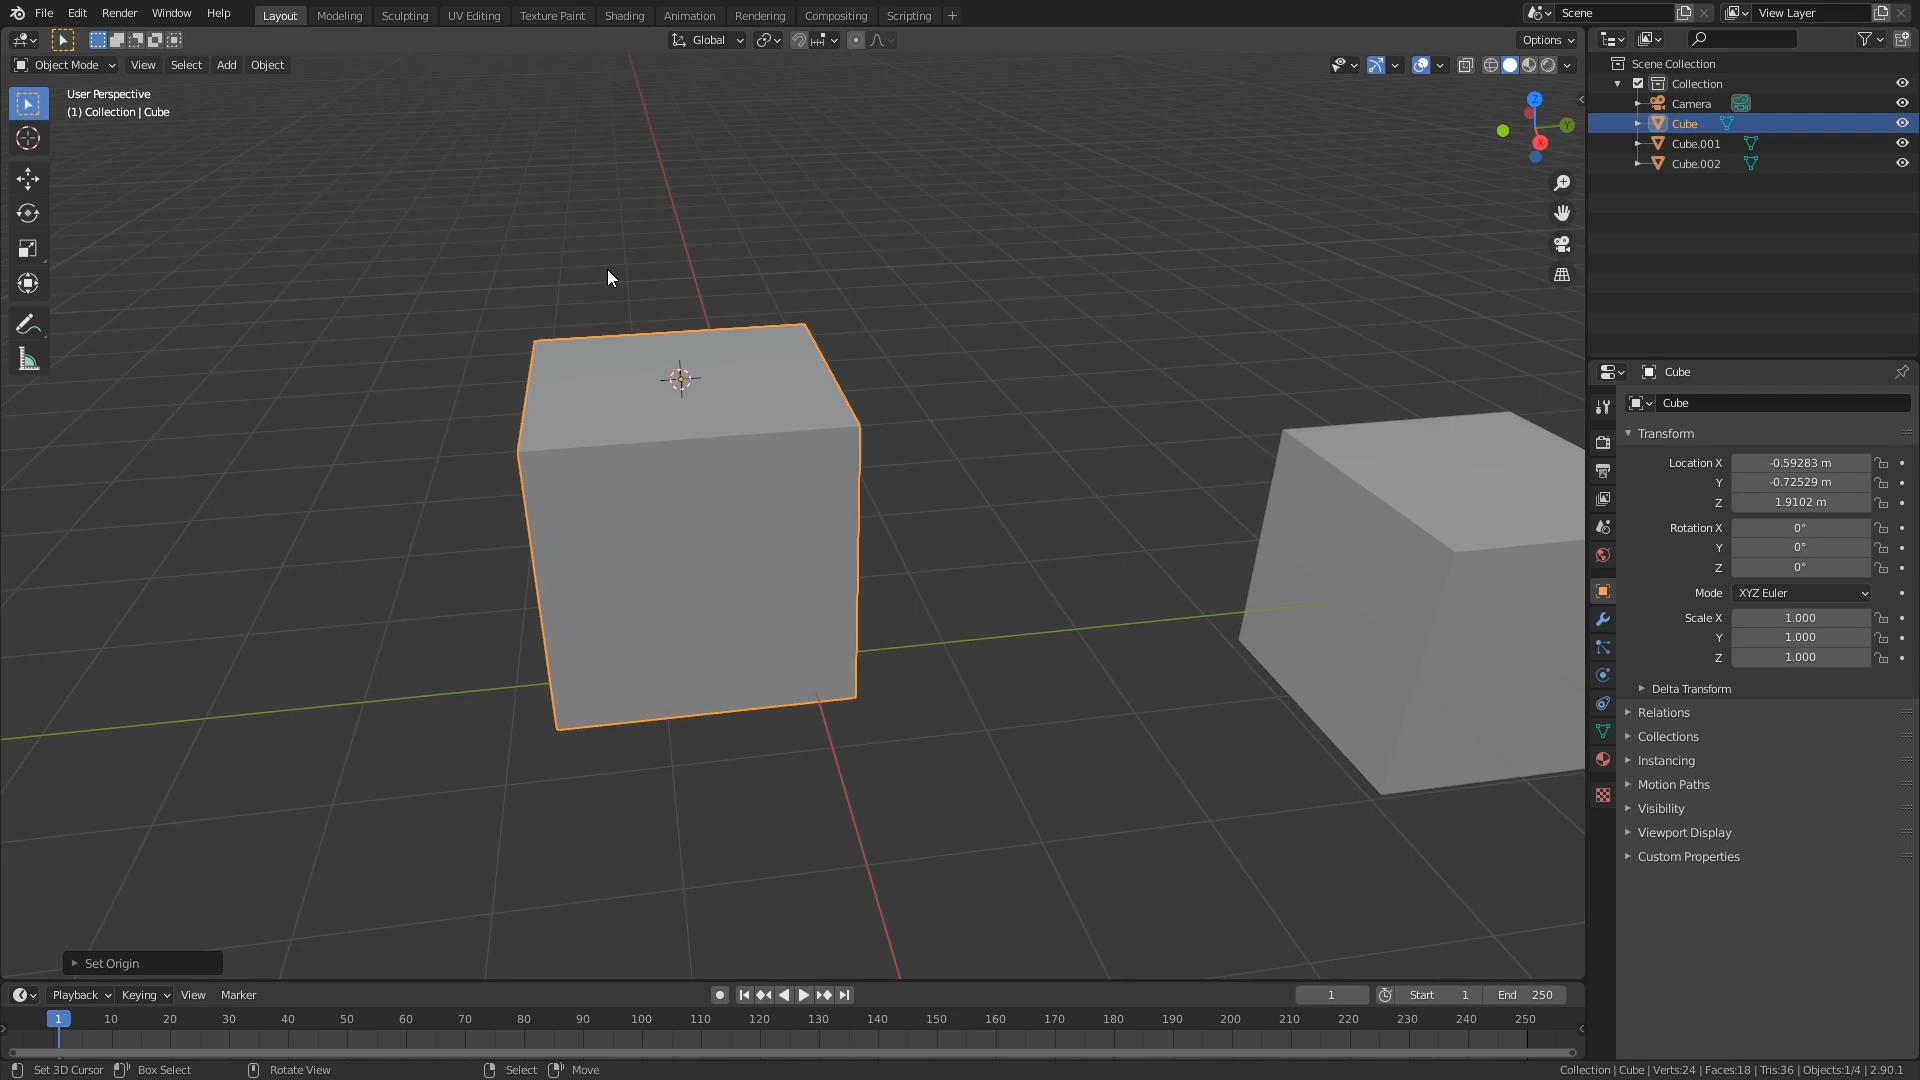 File Edit Render Window Help Layout Modeling Sculpting UV Editing Texture Paint Shading Animation Rendering Compositing Scripting + Scene View Layer
Global Options
Object Mode View Select Add Object
User Perspective
(1) Collection | Cube
Z
Y
X
Scene Collection
Collection
Camera
Cube
Cube.001
Cube.002
Cube
Cube
Transform
Location X -0.59283 m
Y -0.72529 m
Z 1.9102 m
Rotation X 0°
Y 0°
Z 0°
Mode XYZ Euler
Scale X 1.000
Y 1.000
Z 1.000
Delta Transform
Relations
Collections
Instancing
Motion Paths
Visibility
Viewport Display
Custom Properties
Set Origin
Playback Keying View Marker 1 Start 1 End 250
1 10 20 30 40 50 60 70 80 90 100 110 120 130 140 150 160 170 180 190 200 210 220 230 240 250
Set 3D Cursor Box Select Rotate View Select Move Collection | Cube | Verts:24 | Faces:18 | Tris:36 | Objects:1/4 | 2.90.1